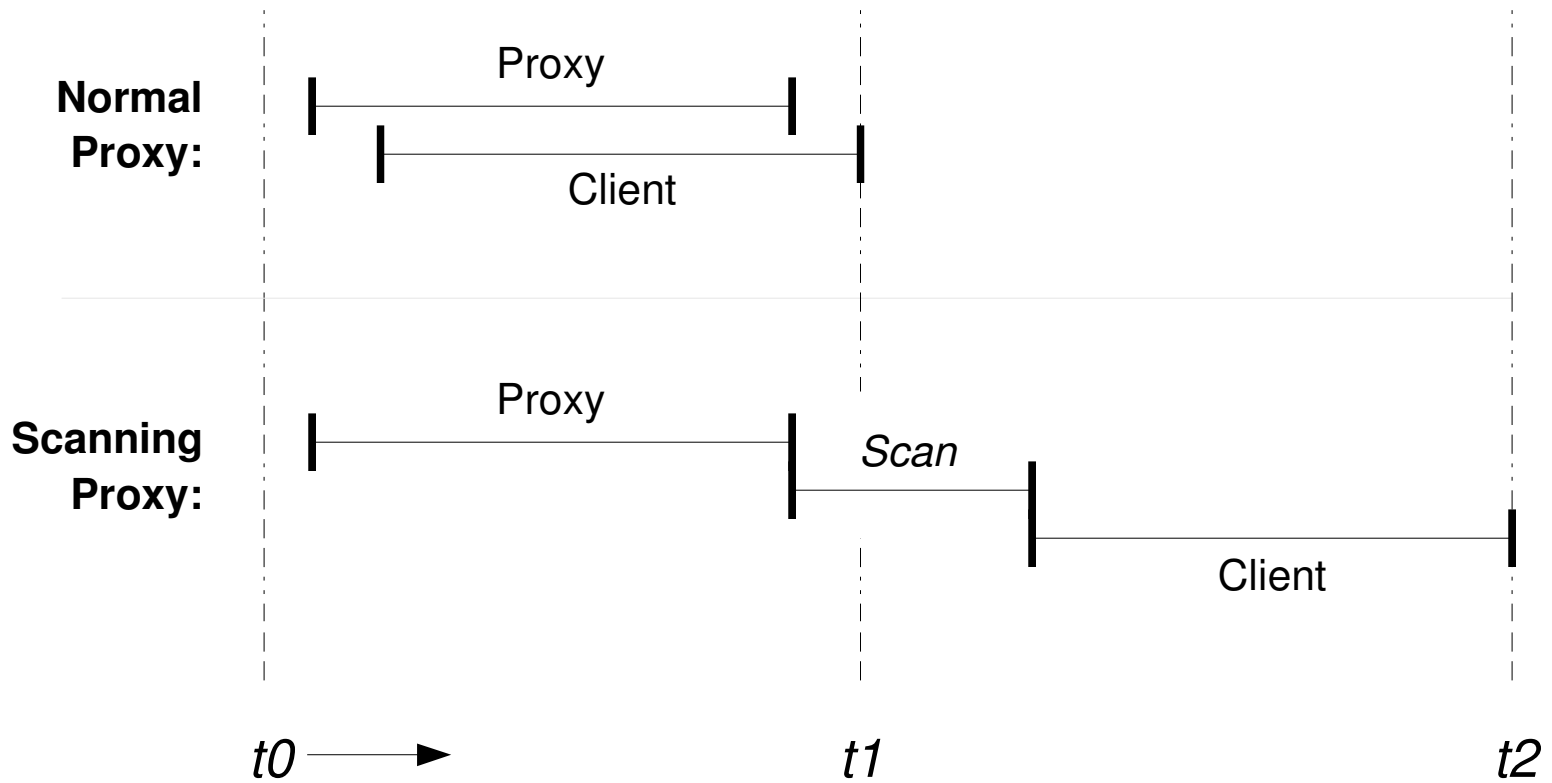 Proxy
Normal
Proxy:
Client
Proxy
Scanning
Scan
Proxy:
Client
t0
t1
t2